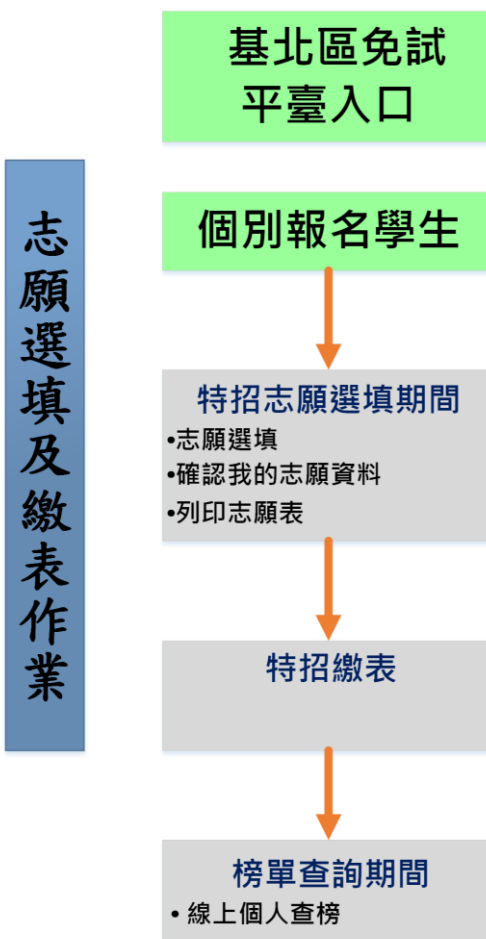 基北區免試
平臺入口
志願選填及繳表作業
個別報名學生
特招志願選填期間
•志願選填
•確認我的志願資料
•列印志願表
特招繳表
榜單查詢期間
• 線上個人查榜